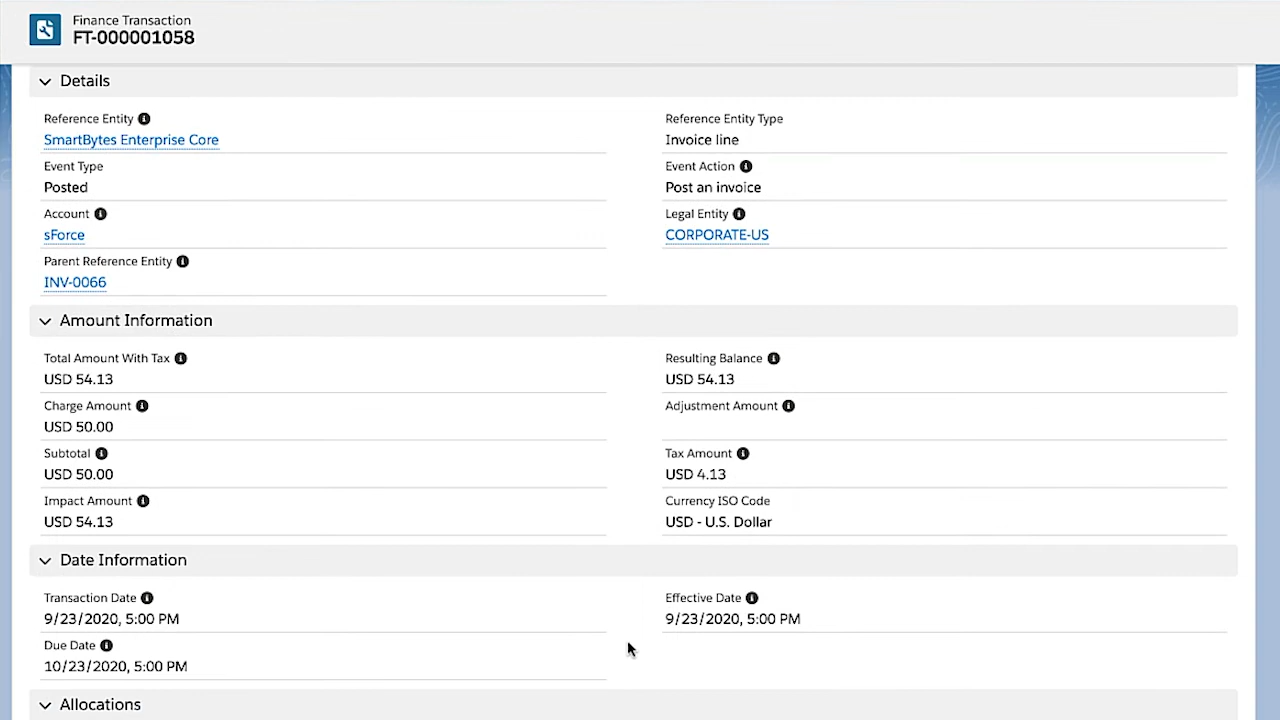 Finance Transaction
FT-000001058
Details
Reference Entity
Reference Entity Type
SmartBytes Enterprise Core
Invoice line
Event Type
Event Action
Posted
Post an invoice
Account
Legal Entity
sForce
CORPORATE-US
Parent Reference Entity
INV-0066
Amount Information
Total Amount With Tax
Resulting Balance
USD 54.13
USD 54.13
Charge Amount
Adjustment Amount
USD 50.00
Subtotal
Tax Amount
USD 50.00
USD 4.13
Impact Amount
Currency ISO Code
USD 54.13
USD - U.S. Dollar
Date Information
Transaction Date
Effective Date
9/23/2020, 5:00 PM
9/23/2020, 5:00 PM
Due Date
10/23/2020, 5:00 PM
Allocations